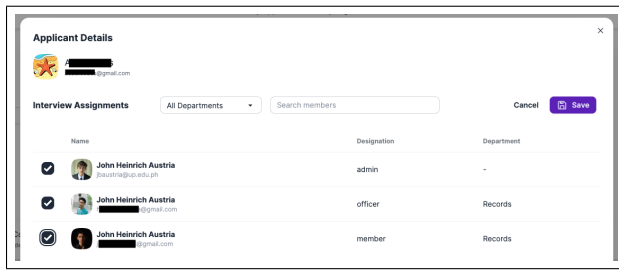 Applicant Details
@gmail.com
Interview Assignments All Departments Search members Cancel Save
Name Designation Department
John Heinrich Austria
jbaustria@up.edu.ph
admin -
John Heinrich Austria
@gmail.com
officer Records
John Heinrich Austria
@gmail.com
member Records